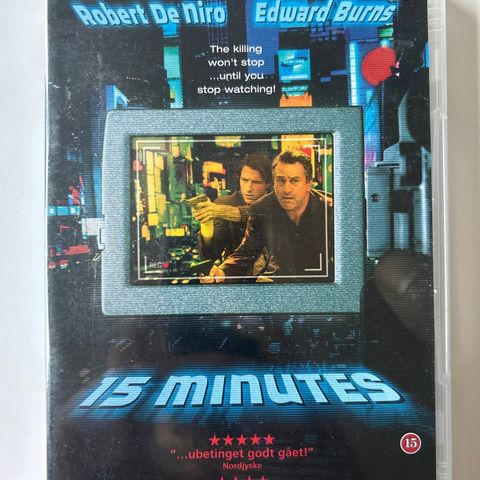 Robert De Niro Edward Burns
The killing
won't stop
...until you
stop watching!
REC
15 MINUTES
★★★★★
"...ubetinget godt gået!"
Nordjyske
15
★★★★